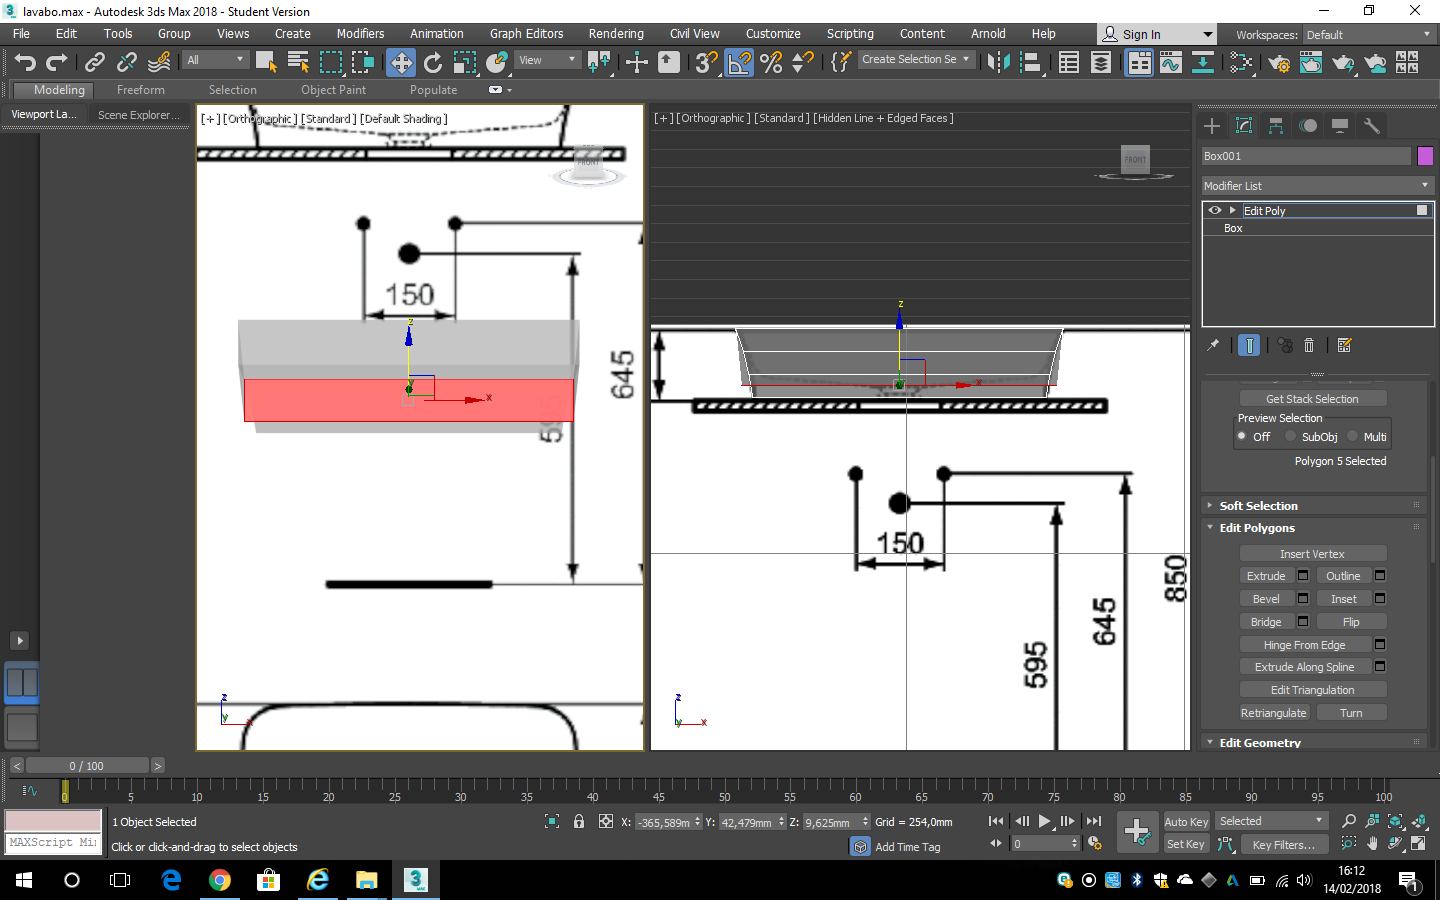 lavabo.max - Autodesk 3ds Max 2018 - Student Version
File Edit Tools Group Views Create Modifiers Animation Graph Editors Rendering Civil View Customize Scripting Content Arnold Help Sign In Workspaces: Default
All View Create Selection Se
Modeling Freeform Selection Object Paint Populate
Viewport La... Scene Explorer...
[+] [Orthographic] [Standard] [Default Shading]
[+] [Orthographic] [Standard] [Hidden Line + Edged Faces]
FRONT
FRONT
Box001
Modifier List
Edit Poly
Box
150
645
z
x
z
y
x
z
x
150
850
645
595
z
y
x
Get Stack Selection
Preview Selection
Off SubObj Multi
Polygon 5 Selected
Soft Selection
Edit Polygons
Insert Vertex
Extrude Outline
Bevel Inset
Bridge Flip
Hinge From Edge
Extrude Along Spline
Edit Triangulation
Retriangulate Turn
Edit Geometry
< 0 / 100 >
0 5 10 15 20 25 30 35 40 45 50 55 60 65 70 75 80 85 90 95 100
1 Object Selected X: -365,589m Y: 42,479mm Z: 9,625mm Grid = 254,0mm Auto Key Selected
MAXScript Mi Click or click-and-drag to select objects Add Time Tag 0 Set Key Key Filters...
16:12
14/02/2018
1